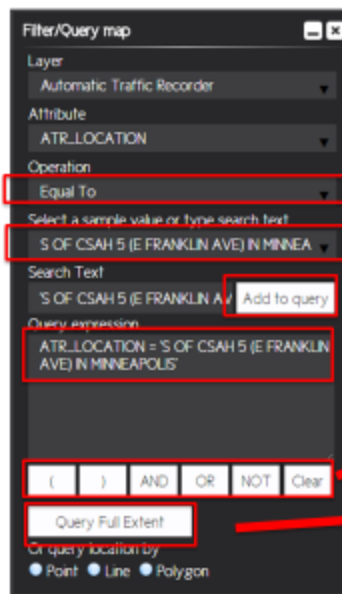 Filter/Query map
Layer
Automatic Traffic Recorder
Attribute
ATR_LOCATION
Operation
Equal To
Select a sample value or type search text
S OF CSAH 5 (E FRANKLIN AVE) IN MINNEA
Search Text
'S OF CSAH 5 (E FRANKLIN AV Add to query
Query expression
ATR_LOCATION = 'S OF CSAH 5 (E FRANKLIN
AVE) IN MINNEAPOLIS'
( ) AND OR NOT Clear
Query Full Extent
Or query location by
Point Line Polygon